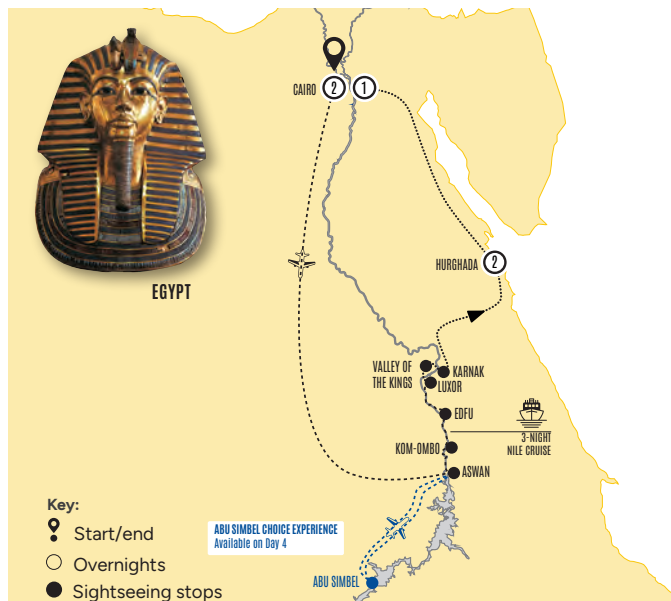 CAIRO
2
1
EGYPT
HURGHADA
2
VALLEY OF
THE KINGS
KARNAK
LUXOR
EDFU
KOM-OMBO
3-NIGHT
NILE CRUISE
ASWAN
Key:
Start/end
Overnights
Sightseeing stops
ABU SIMBEL CHOICE EXPERIENCE
Available on Day 4
ABU SIMBEL